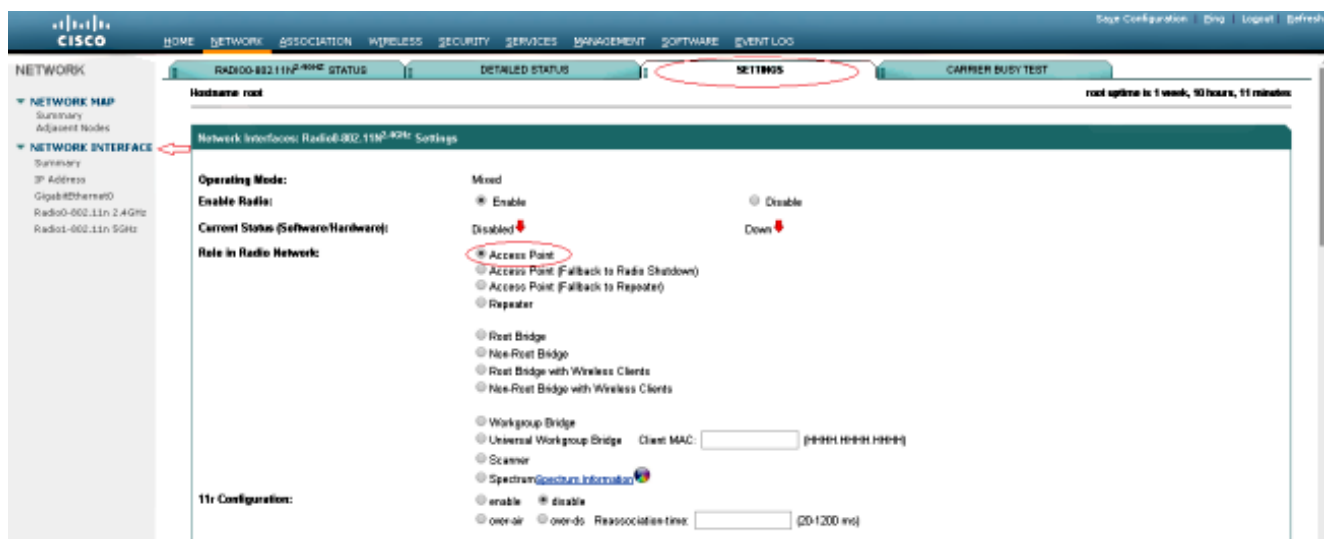 Save Configuration | Ping | Logout | Refresh
CISCO
HOME NETWORK ASSOCIATION WIRELESS SECURITY SERVICES MANAGEMENT SOFTWARE EVENT LOG
NETWORK
RADIO0-802.11N2.4GHZ STATUS
DETAILED STATUS
SETTINGS
CARRIER BUSY TEST
Hostname root
root uptime is 1 week, 10 hours, 11 minutes
NETWORK MAP
Summary
Adjacent Nodes
NETWORK INTERFACE
Summary
IP Address
GigabitEthernet0
Radio0-802.11n 2.4GHz
Radio1-802.11n 5GHz
Network Interfaces: Radio0-802.11N2.4GHz Settings
Operating Mode: Mixed
Enable Radio: Enable Disable
Current Status (Software/Hardware): Disabled Down
Role in Radio Network: Access Point
Access Point (Fallback to Radio Shutdown)
Access Point (Fallback to Repeater)
Repeater
Root Bridge
Non-Root Bridge
Root Bridge with Wireless Clients
Non-Root Bridge with Wireless Clients
Workgroup Bridge
Universal Workgroup Bridge Client MAC: (HHHH.HHHH.HHHH)
Scanner
Spectrum Spectrum Information
11r Configuration: enable disable
over-air over-ds Reassociation-time: (20-1200 ms)